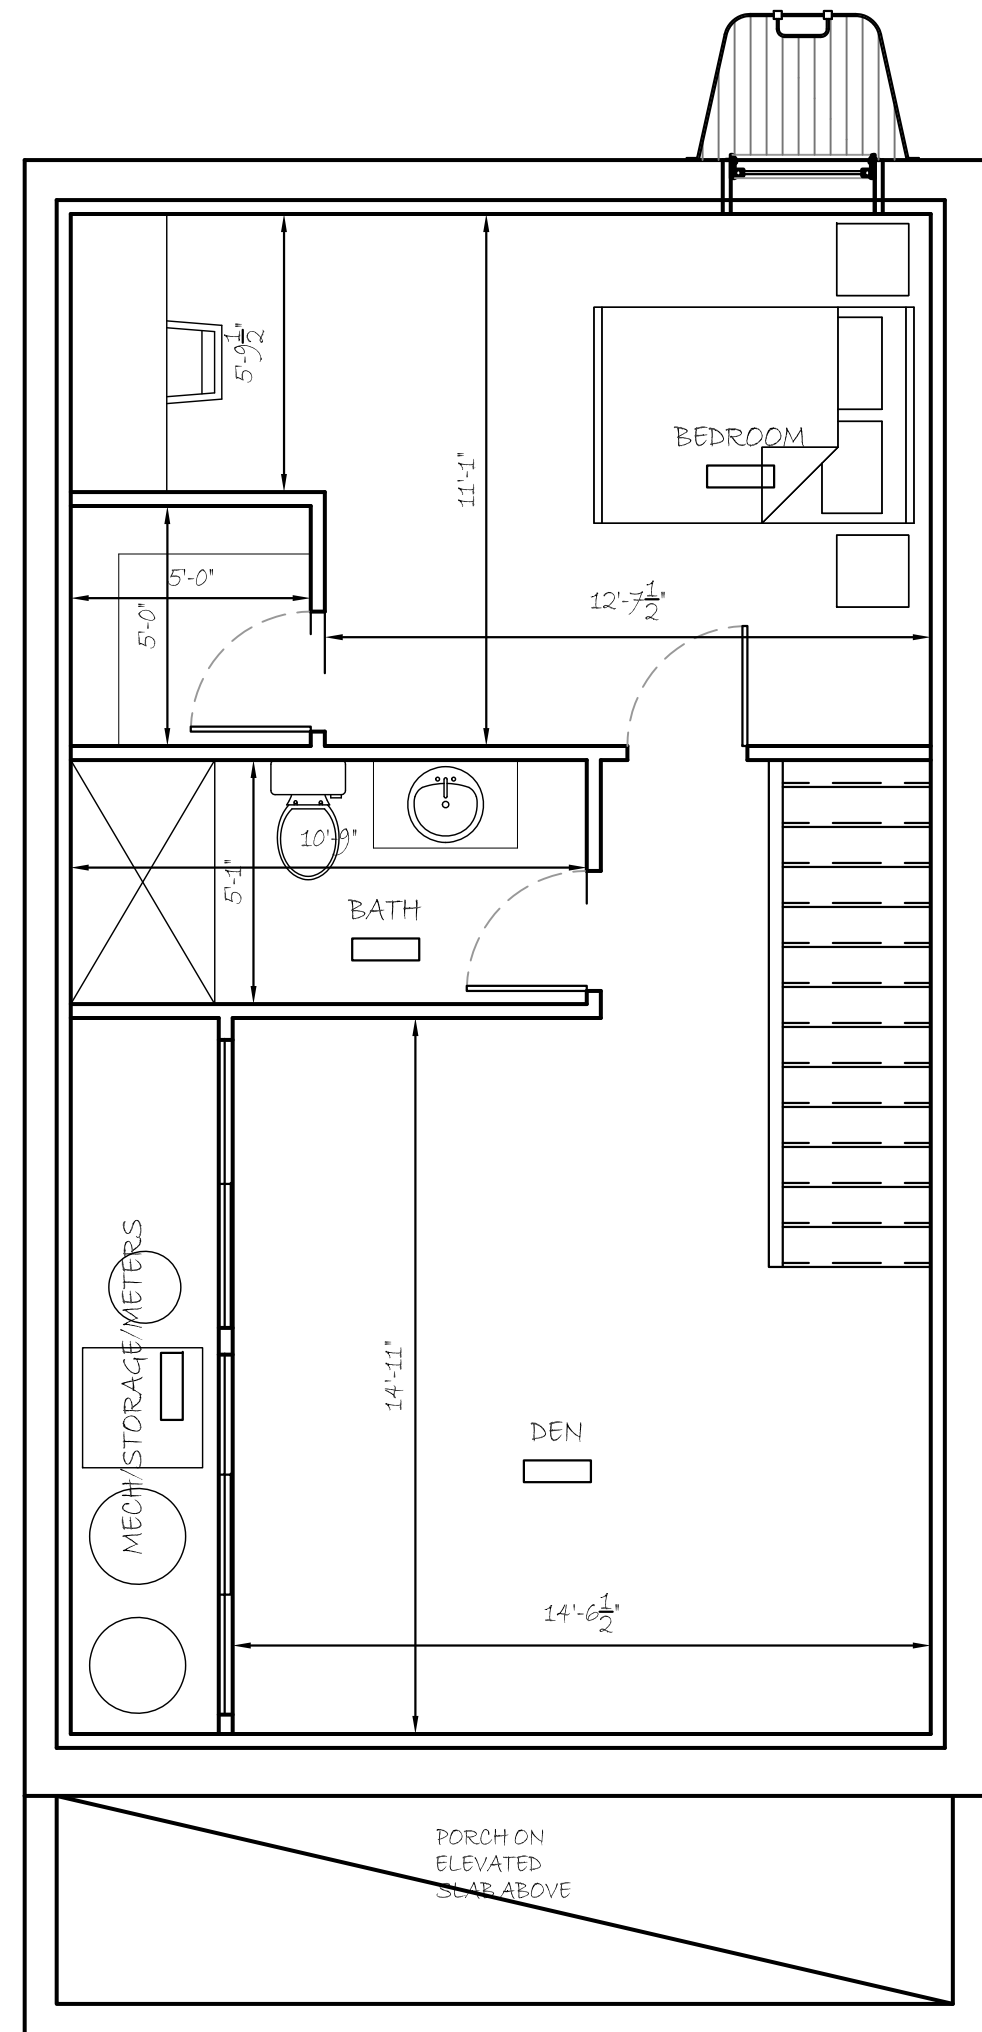 5'-9 1/2"
11'-1"
BEDROOM
5'-0"
12'-7 1/2"
5'-0"
10'-9"
5'-1"
BATH
MECH/STORAGE/METERS
14'-11"
DEN
14'-6 1/2"
PORCH ON
ELEVATED
SLAB ABOVE